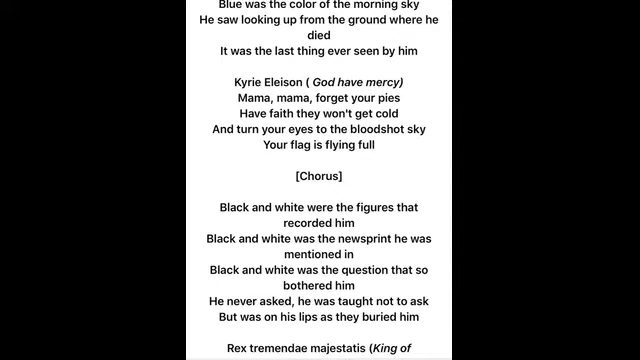 Blue was the color of the morning sky
He saw looking up from the ground where he
died
It was the last thing ever seen by him
Kyrie Eleison ( God have mercy)
Mama, mama, forget your pies
Have faith they won't get cold
And turn your eyes to the bloodshot sky
Your flag is flying full
[Chorus]
Black and white were the figures that
recorded him
Black and white was the newsprint he was
mentioned in
Black and white was the question that so
bothered him
He never asked, he was taught not to ask
But was on his lips as they buried him
Rex tremendae majestatis (King of